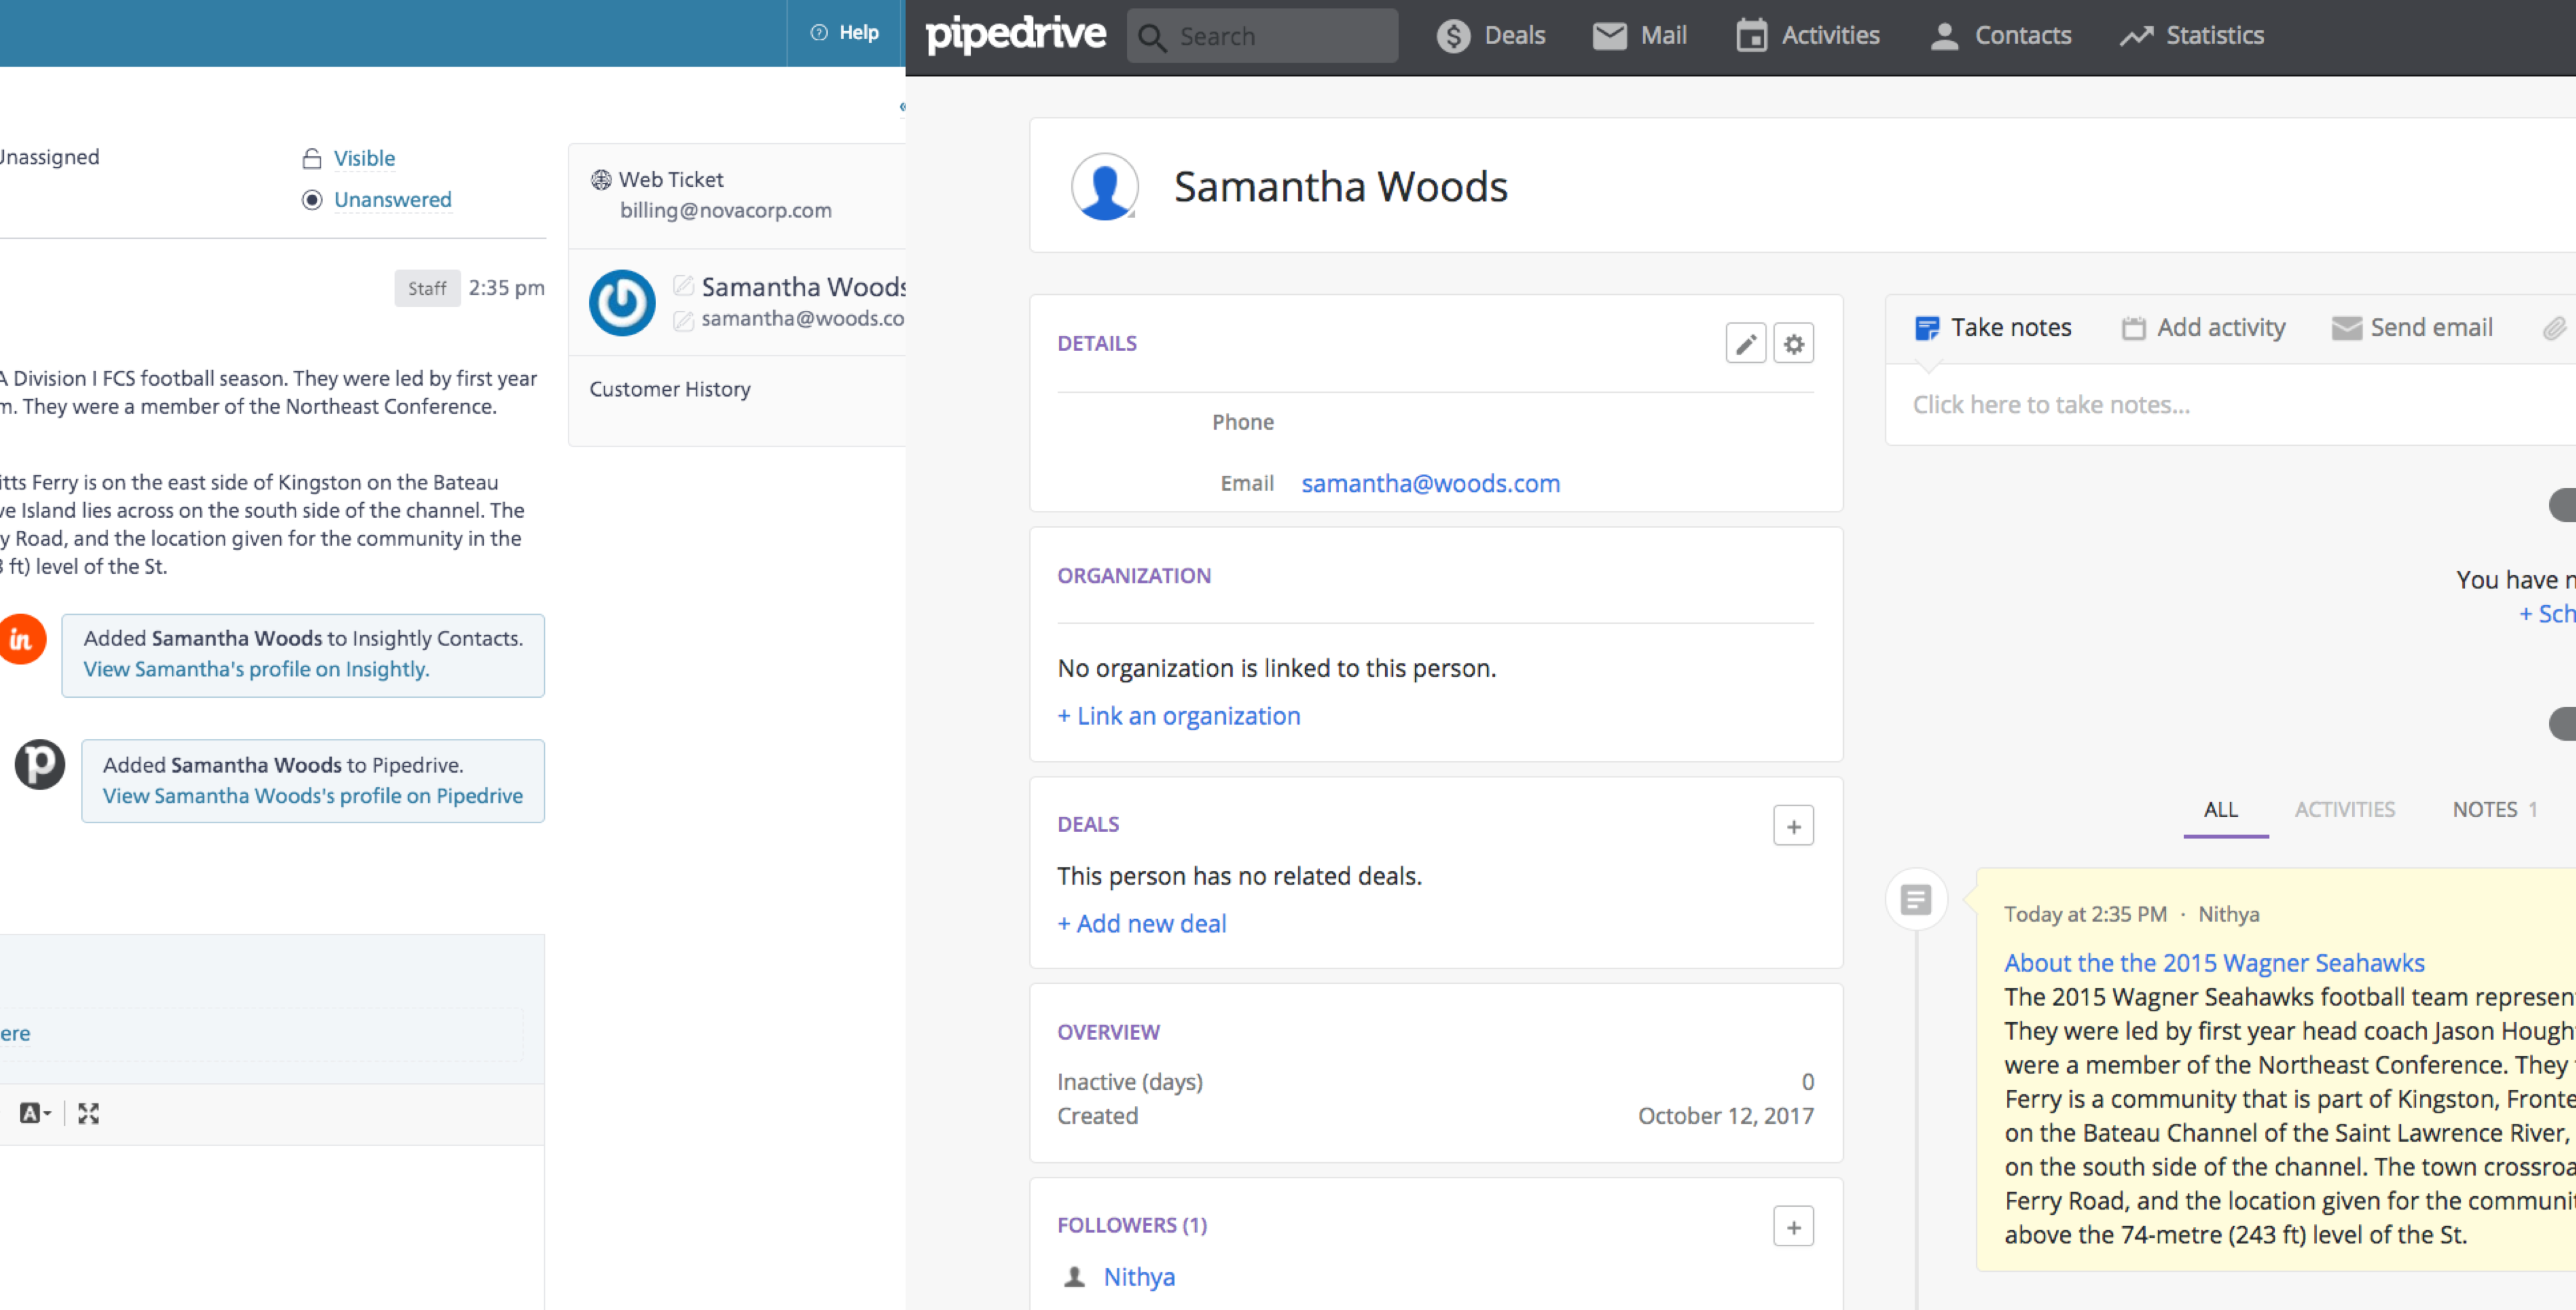 Help
«
Unassigned
Visible
Unanswered
Staff 2:35 pm
A Division I FCS football season. They were led by first year
m. They were a member of the Northeast Conference.
itts Ferry is on the east side of Kingston on the Bateau
ve Island lies across on the south side of the channel. The
y Road, and the location given for the community in the
3 ft) level of the St.
in
Added Samantha Woods to Insightly Contacts.
View Samantha's profile on Insightly.
p
Added Samantha Woods to Pipedrive.
View Samantha Woods's profile on Pipedrive
ere
A
Web Ticket
billing@novacorp.com
Samantha Woods
samantha@woods.co
Customer History
pipedrive
Search
Deals
Mail
Activities
Contacts
Statistics
Samantha Woods
DETAILS
Phone
Email samantha@woods.com
ORGANIZATION
No organization is linked to this person.
+ Link an organization
DEALS
+
This person has no related deals.
+ Add new deal
OVERVIEW
Inactive (days) 0
Created October 12, 2017
FOLLOWERS (1)
+
Nithya
Take notes
Add activity
Send email
Click here to take notes...
You have n
+ Sch
ALL
ACTIVITIES
NOTES 1
Today at 2:35 PM · Nithya
About the the 2015 Wagner Seahawks
The 2015 Wagner Seahawks football team represen
They were led by first year head coach Jason Hough
were a member of the Northeast Conference. They
Ferry is a community that is part of Kingston, Fronte
on the Bateau Channel of the Saint Lawrence River,
on the south side of the channel. The town crossroa
Ferry Road, and the location given for the communi
above the 74-metre (243 ft) level of the St.